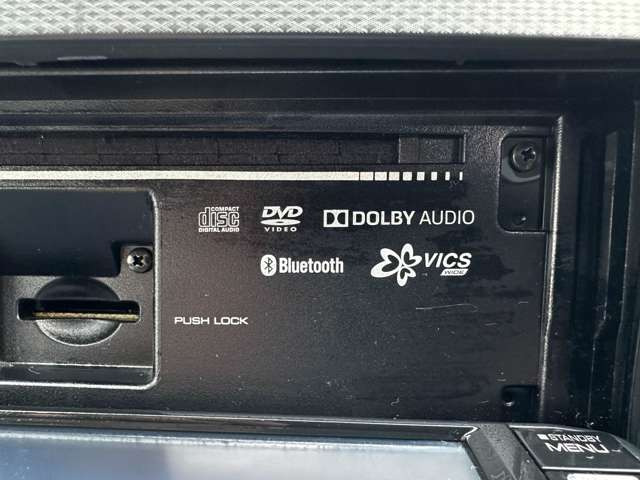 COMPACT
disc
DIGITAL AUDIO
DVD
VIDEO
DOLBY AUDIO
Bluetooth
VICS
WIDE
PUSH LOCK
STANDBY
MENU